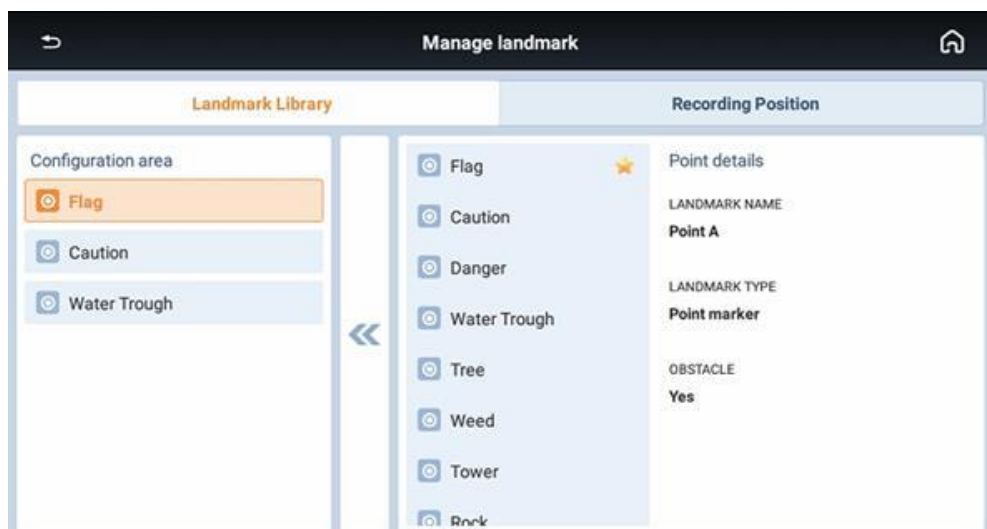 Manage landmark
Landmark Library
Recording Position
Configuration area
Flag
Caution
Water Trough
Flag
Caution
Danger
Water Trough
Tree
Weed
Tower
Rock
Point details
LANDMARK NAME
Point A
LANDMARK TYPE
Point marker
OBSTACLE
Yes